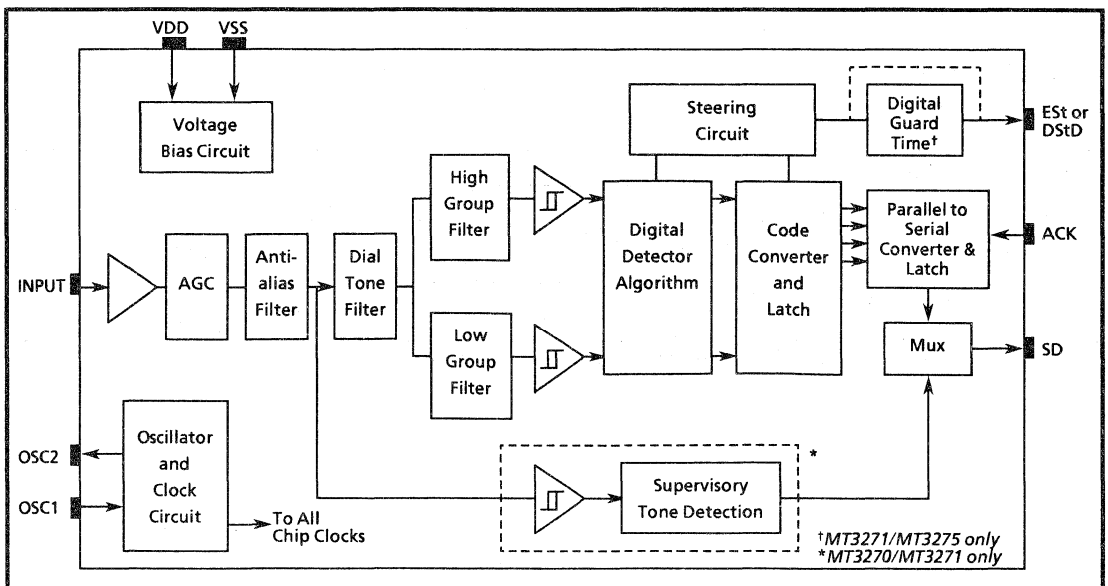 VDD VSS
Voltage
Bias Circuit
Steering
Circuit
Digital
Guard
Time†
ESt or
DStD
High
Group
Filter
Digital
Detector
Algorithm
Code
Converter
and
Latch
Parallel to
Serial
Converter &
Latch
ACK
INPUT
AGC
Anti-
alias
Filter
Dial
Tone
Filter
Low
Group
Filter
Mux
SD
OSC2
OSC1
Oscillator
and
Clock
Circuit
To All
Chip Clocks
Supervisory
Tone Detection
*
†MT3271/MT3275 only
*MT3270/MT3271 only